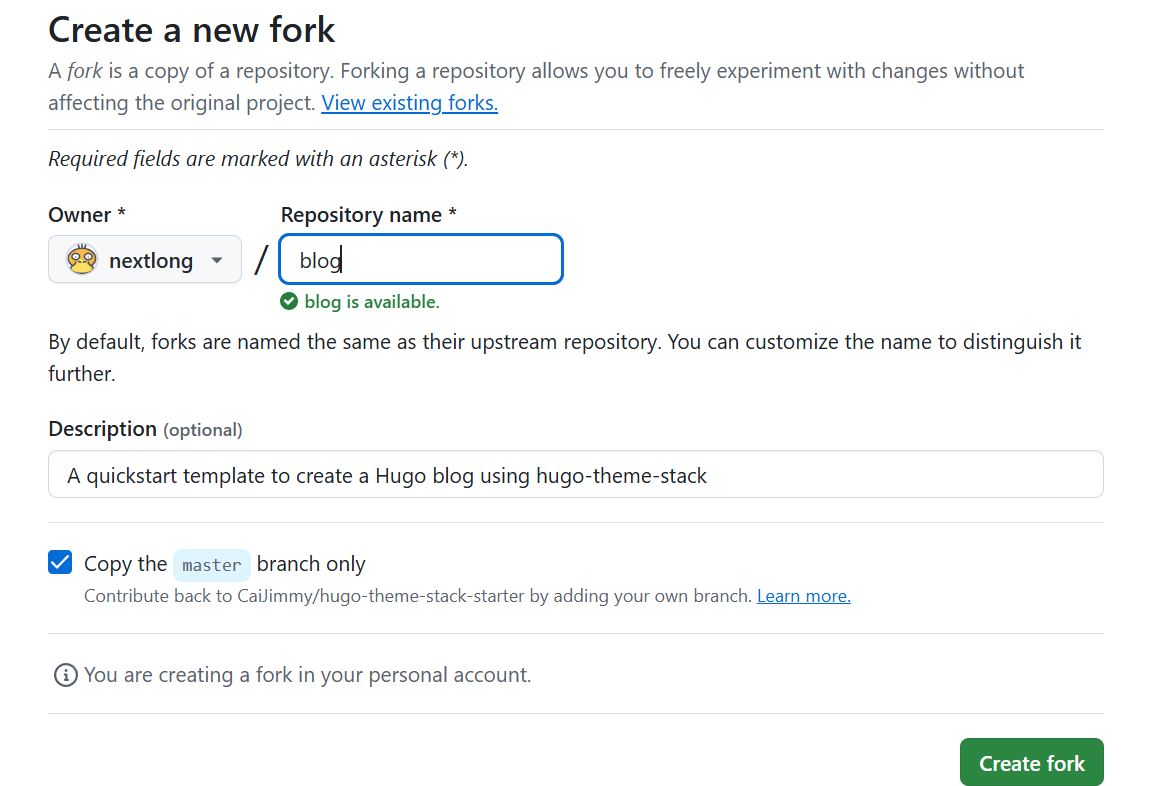 Create a new fork
A fork is a copy of a repository. Forking a repository allows you to freely experiment with changes without
affecting the original project. View existing forks.
Required fields are marked with an asterisk (*).
Owner *
Repository name *
nextlong
/
blog
blog is available.
By default, forks are named the same as their upstream repository. You can customize the name to distinguish it
further.
Description (optional)
A quickstart template to create a Hugo blog using hugo-theme-stack
Copy the master branch only
Contribute back to CaiJimmy/hugo-theme-stack-starter by adding your own branch. Learn more.
You are creating a fork in your personal account.
Create fork